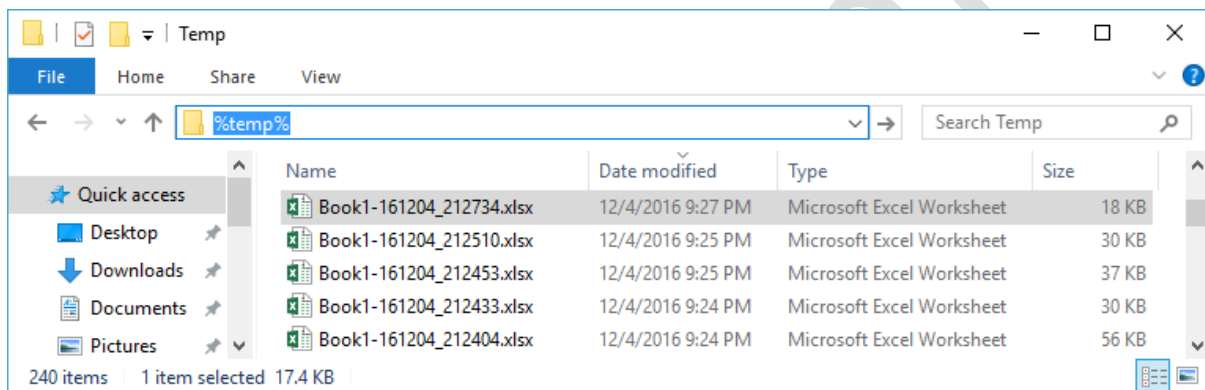 Temp
File Home Share View
%temp% Search Temp
Name Date modified Type Size
Quick access
Book1-161204_212734.xlsx 12/4/2016 9:27 PM Microsoft Excel Worksheet 18 KB
Desktop Book1-161204_212510.xlsx 12/4/2016 9:25 PM Microsoft Excel Worksheet 30 KB
Downloads Book1-161204_212453.xlsx 12/4/2016 9:25 PM Microsoft Excel Worksheet 37 KB
Documents Book1-161204_212433.xlsx 12/4/2016 9:24 PM Microsoft Excel Worksheet 30 KB
Pictures Book1-161204_212404.xlsx 12/4/2016 9:24 PM Microsoft Excel Worksheet 56 KB
240 items 1 item selected 17.4 KB